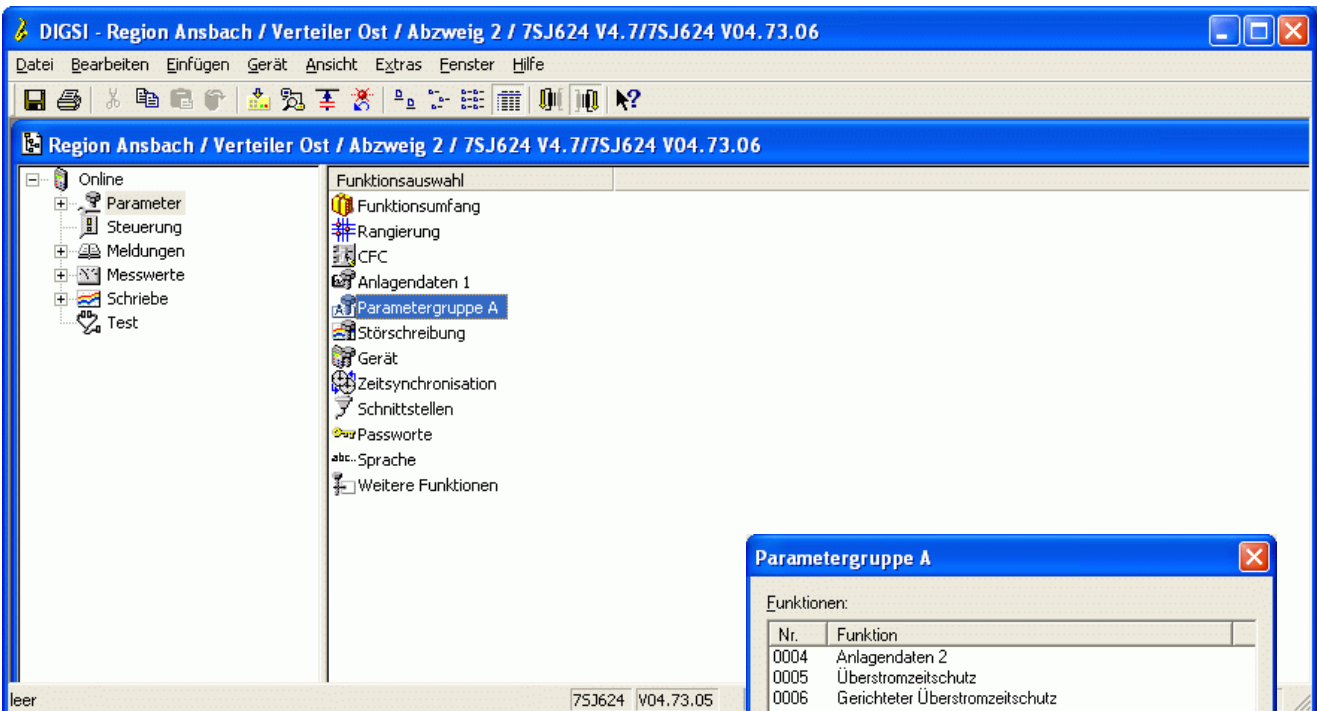 DIGSI - Region Ansbach / Verteiler Ost / Abzweig 2 / 7SJ624 V4.7/7SJ624 V04.73.06
Datei Bearbeiten Einfügen Gerät Ansicht Extras Fenster Hilfe
Region Ansbach / Verteiler Ost / Abzweig 2 / 7SJ624 V4.7/7SJ624 V04.73.06
Online
Parameter
Steuerung
Meldungen
Messwerte
Schriebe
Test
Funktionsauswahl
Funktionsumfang
Rangierung
CFC
Anlagendaten 1
Parametergruppe A
Störschreibung
Gerät
Zeitsynchronisation
Schnittstellen
Passworte
abc.. Sprache
Weitere Funktionen
Parametergruppe A
Funktionen:
Nr. Funktion
0004 Anlagendaten 2
0005 Überstromzeitschutz
0006 Gerichteter Überstromzeitschutz
leer 7SJ624 V04.73.05